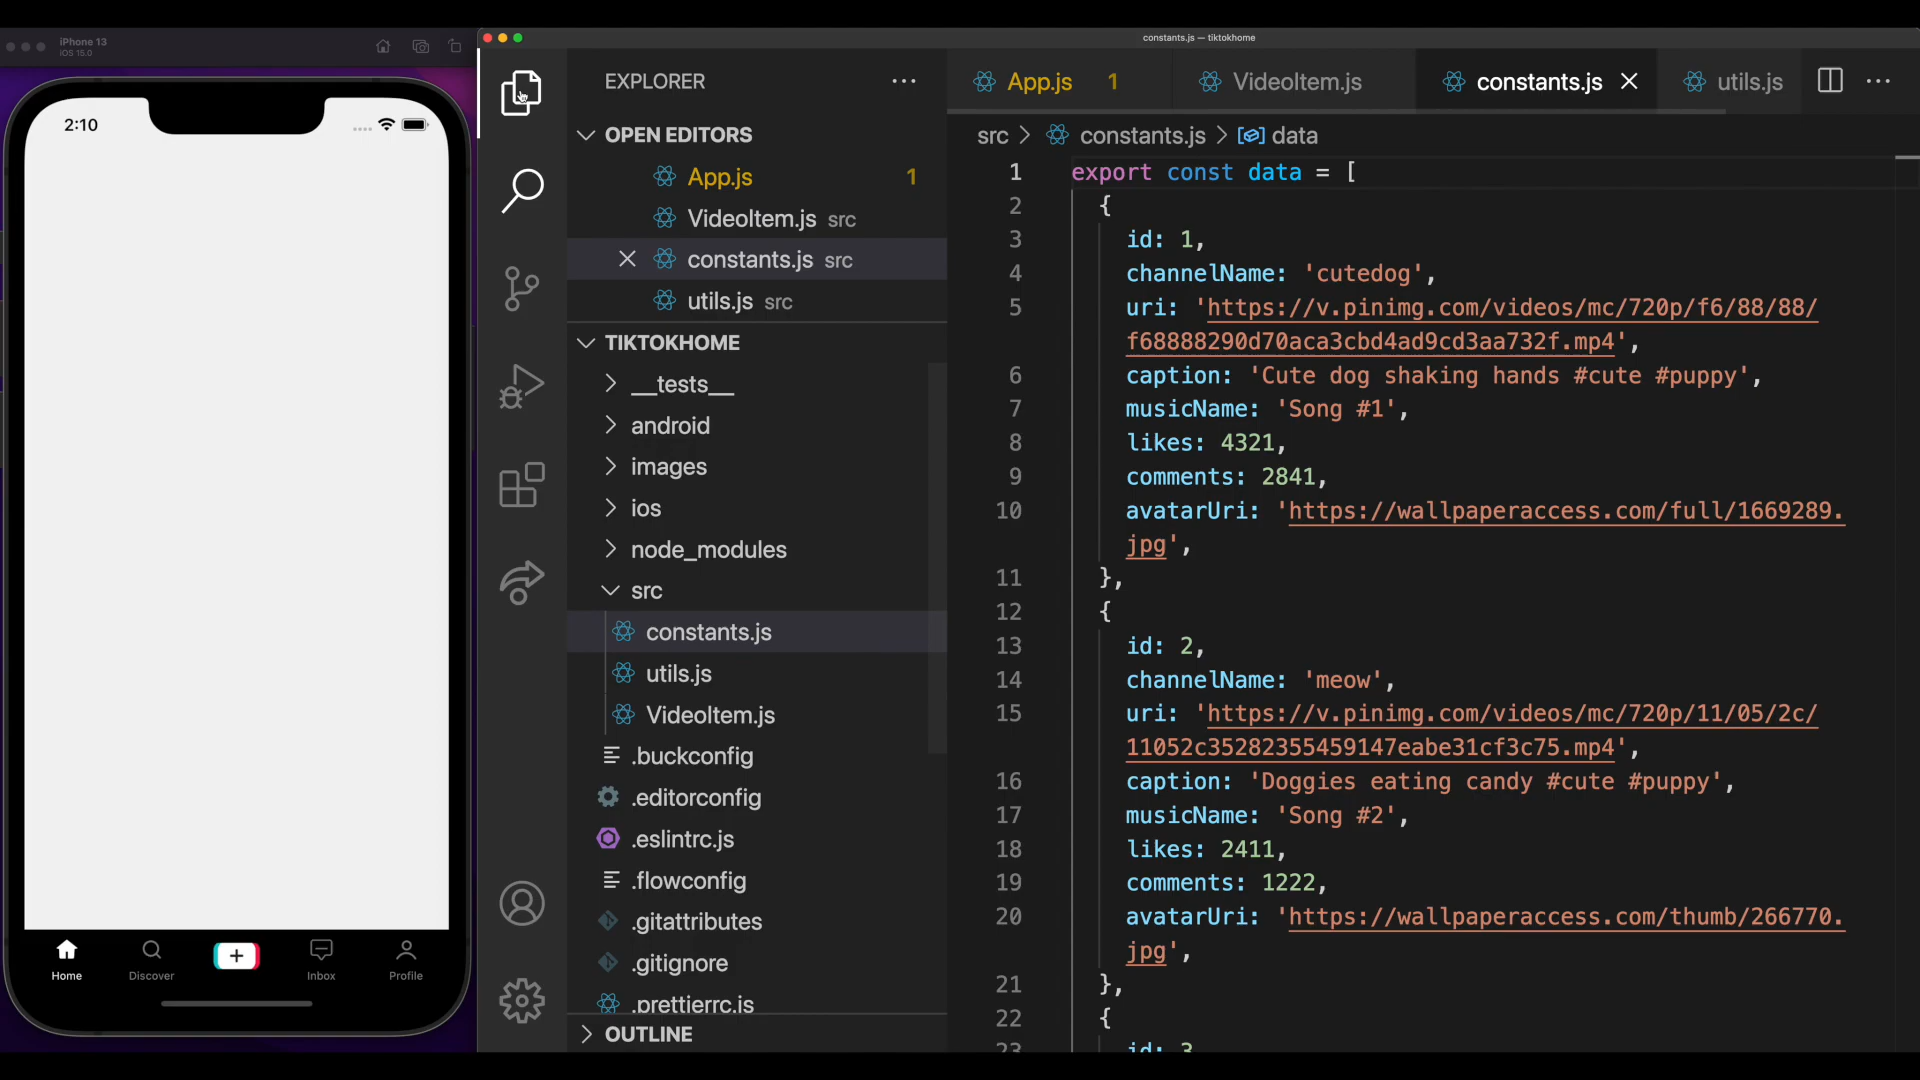 iPhone 13
iOS 15.0
2:10
Home
Discover
Inbox
Profile
constants.js — tiktokhome
EXPLORER
OPEN EDITORS
App.js 1
VideoItem.js src
constants.js src
utils.js src
TIKTOKHOME
__tests__
android
images
ios
node_modules
src
constants.js
utils.js
VideoItem.js
.buckconfig
.editorconfig
.eslintrc.js
.flowconfig
.gitattributes
.gitignore
.prettierrc.js
OUTLINE
App.js 1 VideoItem.js constants.js utils.js
src > constants.js > data
1 export const data = [
2 {
3 id: 1,
4 channelName: 'cutedog',
5 uri: 'https://v.pinimg.com/videos/mc/720p/f6/88/88/
f68888290d70aca3cbd4ad9cd3aa732f.mp4',
6 caption: 'Cute dog shaking hands #cute #puppy',
7 musicName: 'Song #1',
8 likes: 4321,
9 comments: 2841,
10 avatarUri: 'https://wallpaperaccess.com/full/1669289.
jpg',
11 },
12 {
13 id: 2,
14 channelName: 'meow',
15 uri: 'https://v.pinimg.com/videos/mc/720p/11/05/2c/
11052c35282355459147eabe31cf3c75.mp4',
16 caption: 'Doggies eating candy #cute #puppy',
17 musicName: 'Song #2',
18 likes: 2411,
19 comments: 1222,
20 avatarUri: 'https://wallpaperaccess.com/thumb/266770.
jpg',
21 },
22 {
23 id: 3